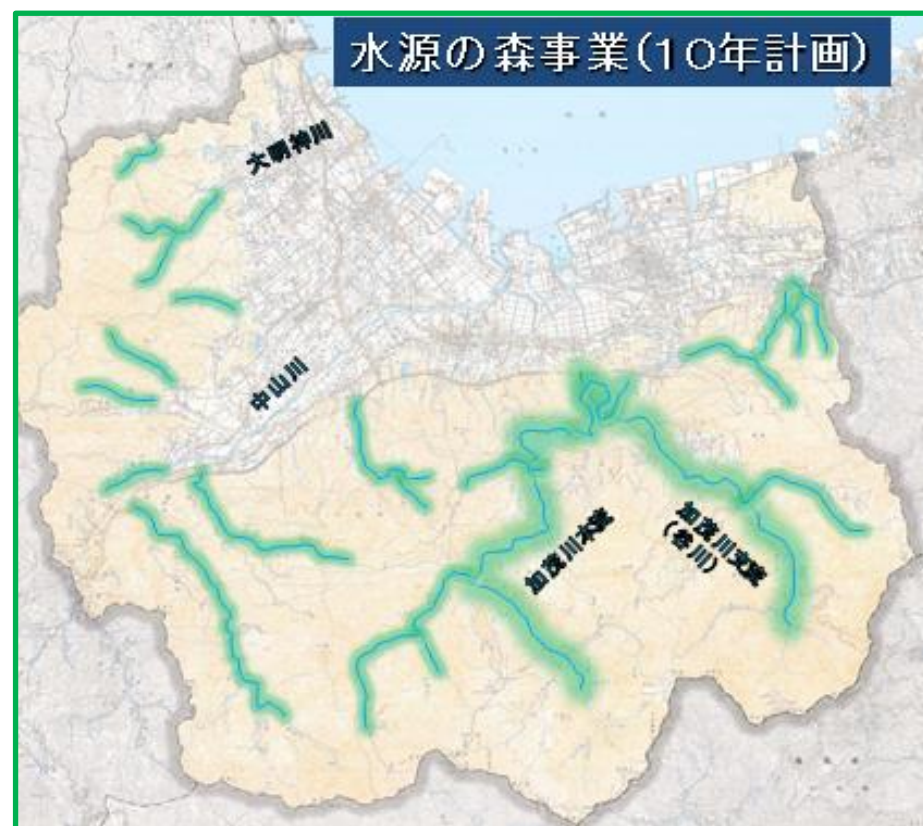 水源の森事業(10年計画)
大明神川
中山川
加茂川本流
加茂川支流
(谷川)